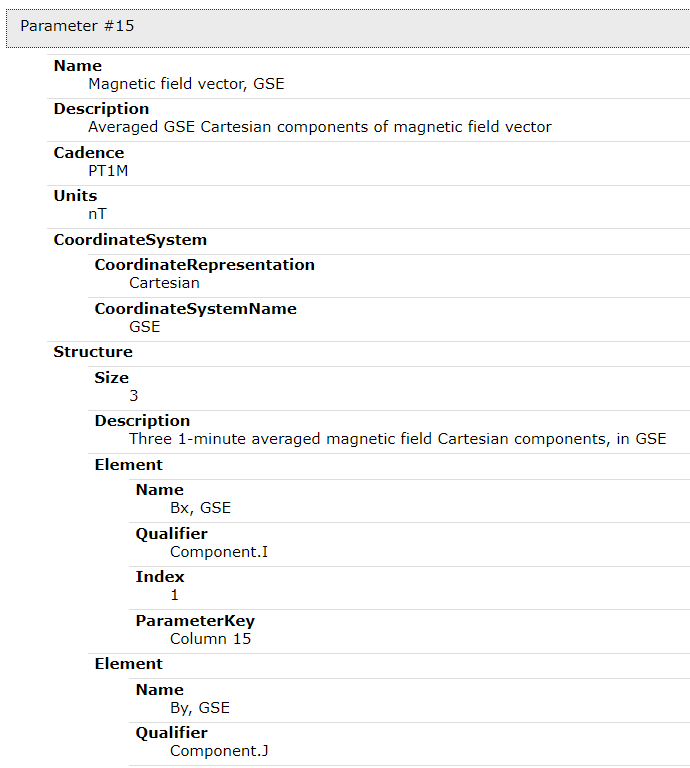 Parameter #15
Name
Magnetic field vector, GSE
Description
Averaged GSE Cartesian components of magnetic field vector
Cadence
PT1M
Units
nT
CoordinateSystem
CoordinateRepresentation
Cartesian
CoordinateSystemName
GSE
Structure
Size
3
Description
Three 1-minute averaged magnetic field Cartesian components, in GSE
Element
Name
Bx, GSE
Qualifier
Component.I
Index
1
ParameterKey
Column 15
Element
Name
By, GSE
Qualifier
Component.J